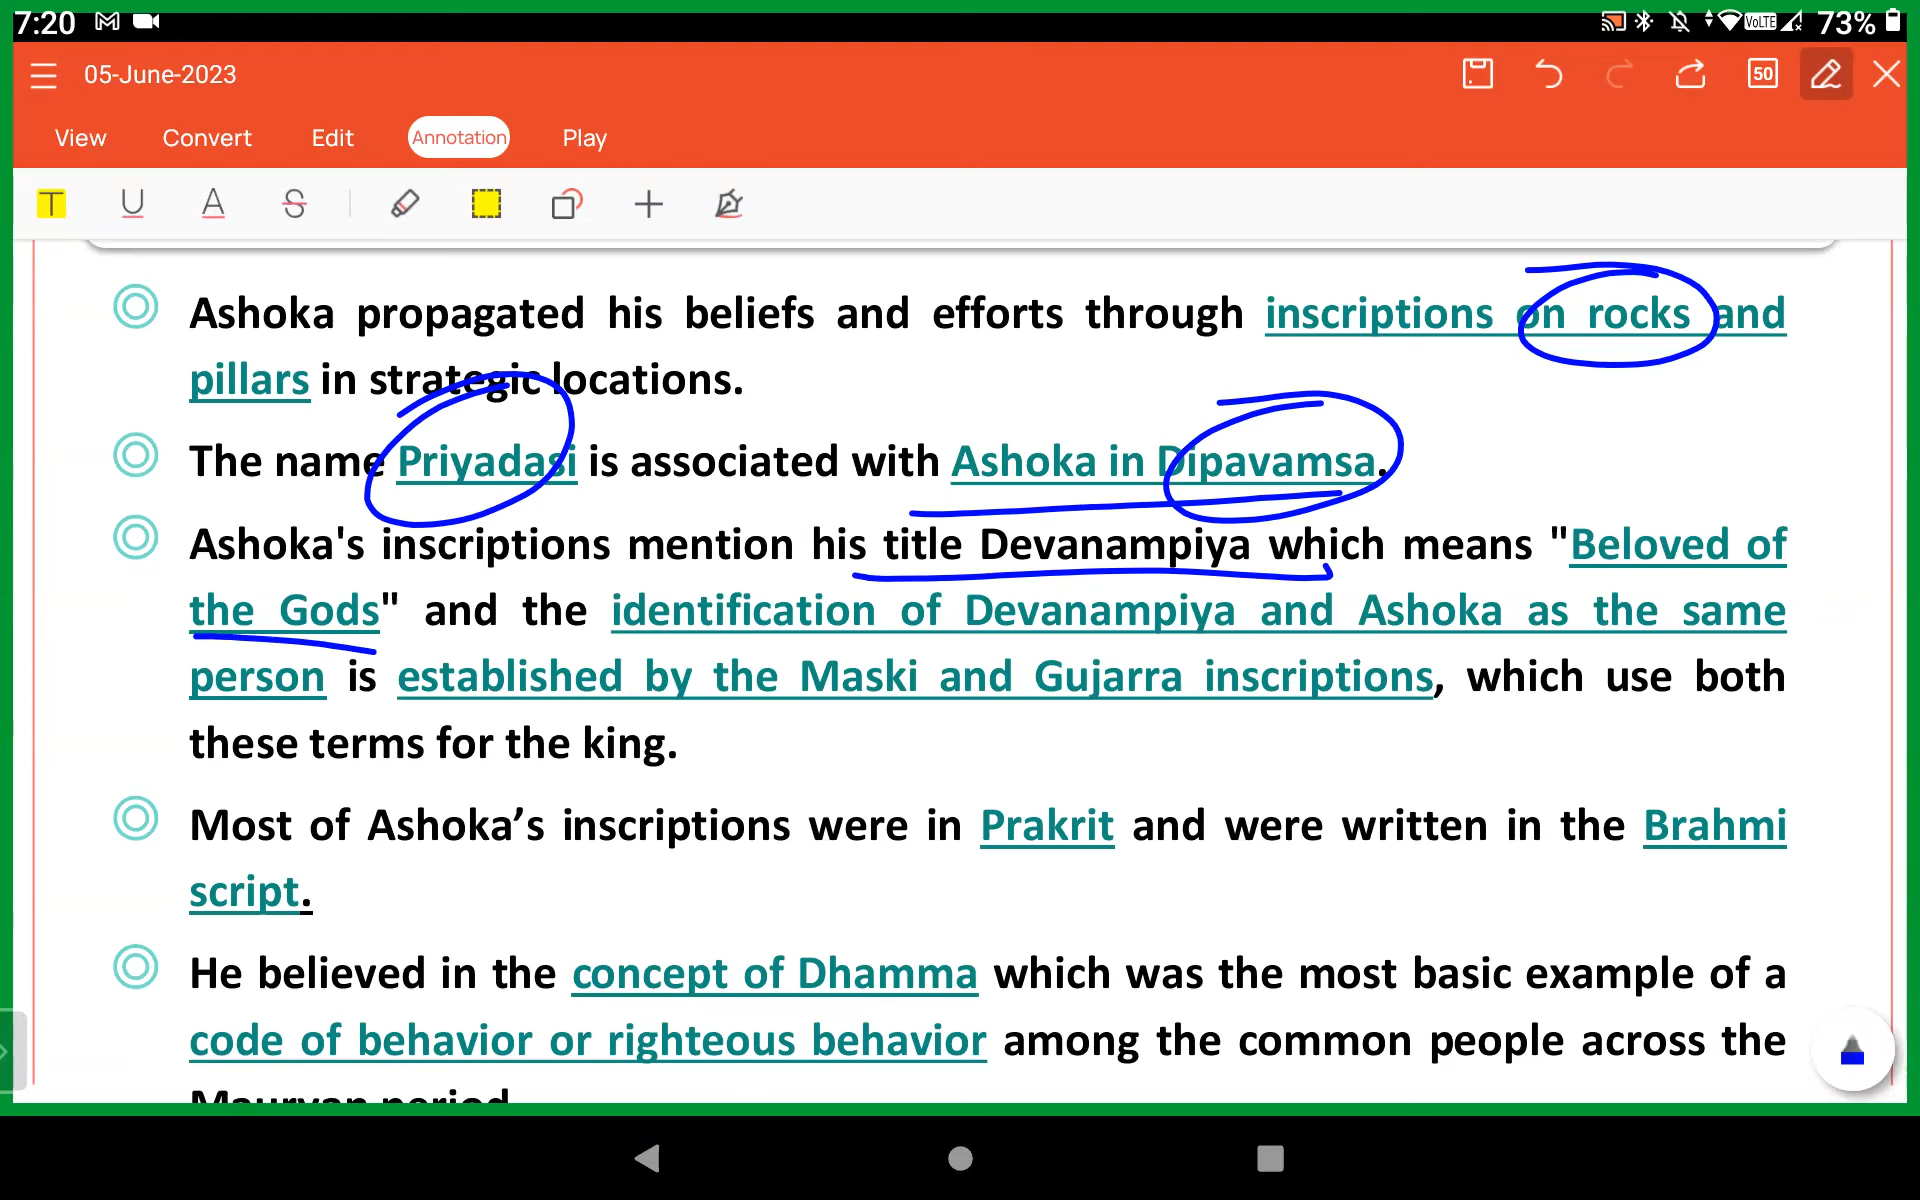 7:20 VoLTE 73%
05-June-2023 50
View Convert Edit Annotation Play
T U A S
Ashoka propagated his beliefs and efforts through inscriptions on rocks and
pillars in strategic locations.
The name Priyadasi is associated with Ashoka in Dipavamsa.
Ashoka's inscriptions mention his title Devanampiya which means "Beloved of
the Gods" and the identification of Devanampiya and Ashoka as the same
person is established by the Maski and Gujarra inscriptions, which use both
these terms for the king.
Most of Ashoka’s inscriptions were in Prakrit and were written in the Brahmi
script.
He believed in the concept of Dhamma which was the most basic example of a
code of behavior or righteous behavior among the common people across the
Mauryan period